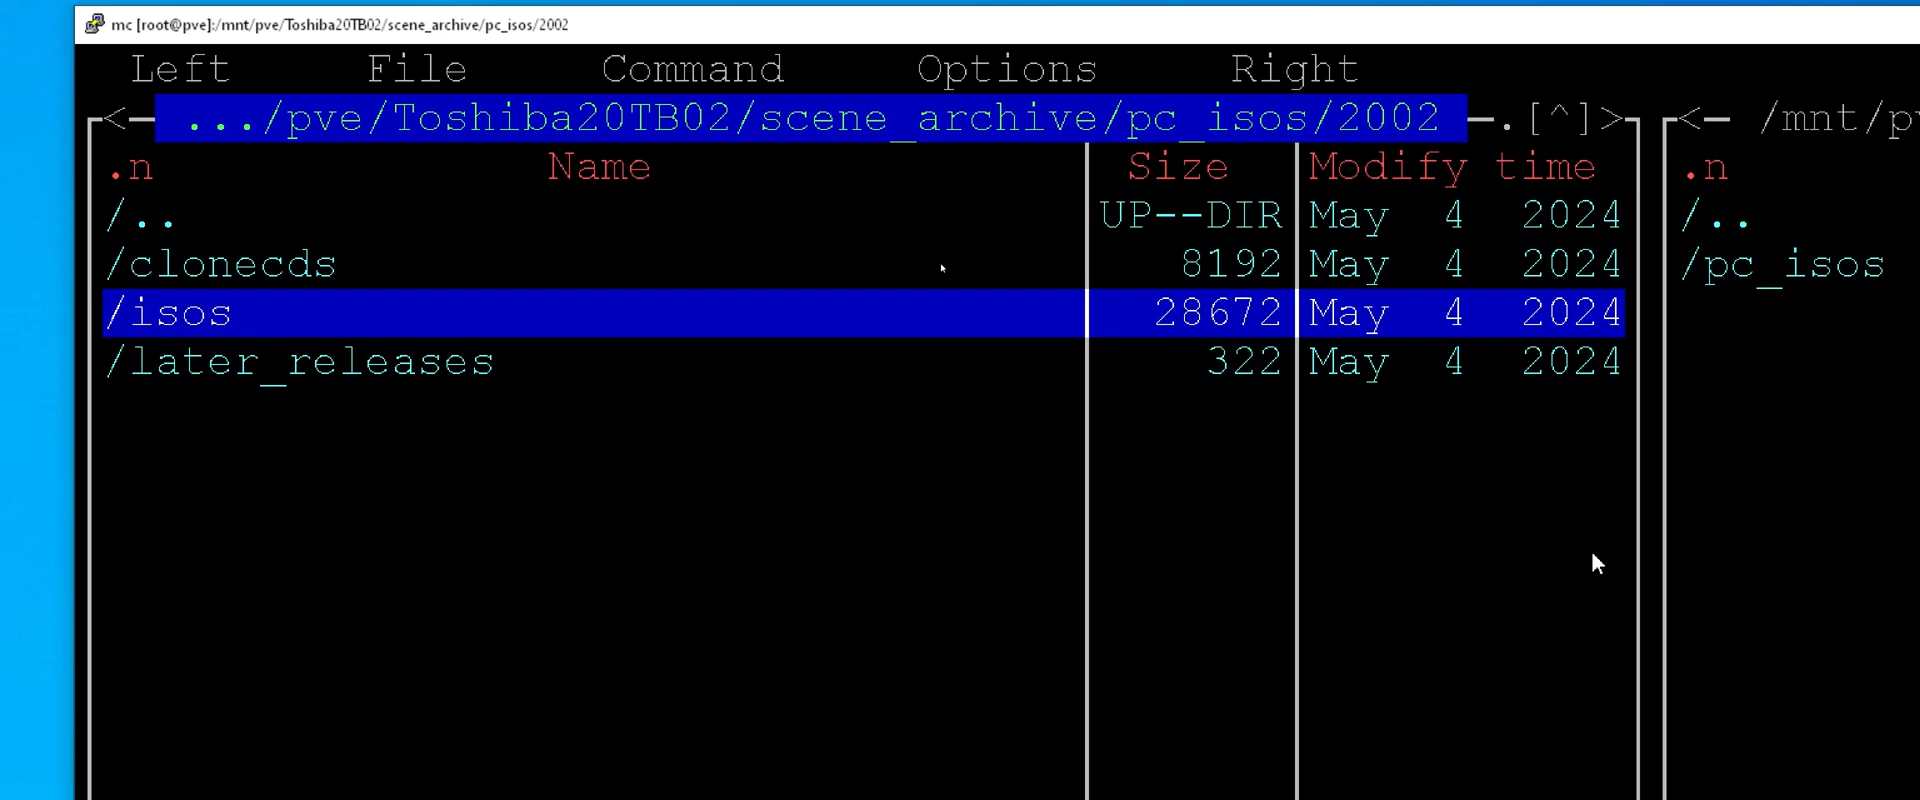 mc [root@pve]:/mnt/pve/Toshiba20TB02/scene_archive/pc_isos/2002
Left File Command Options Right
<─ .../pve/Toshiba20TB02/scene_archive/pc_isos/2002 ─.[^]> <─ /mnt/pv
.n Name Size Modify time .n
/.. UP--DIR May 4 2024 /..
/clonecds 8192 May 4 2024 /pc_isos
/isos 28672 May 4 2024
/later_releases 322 May 4 2024